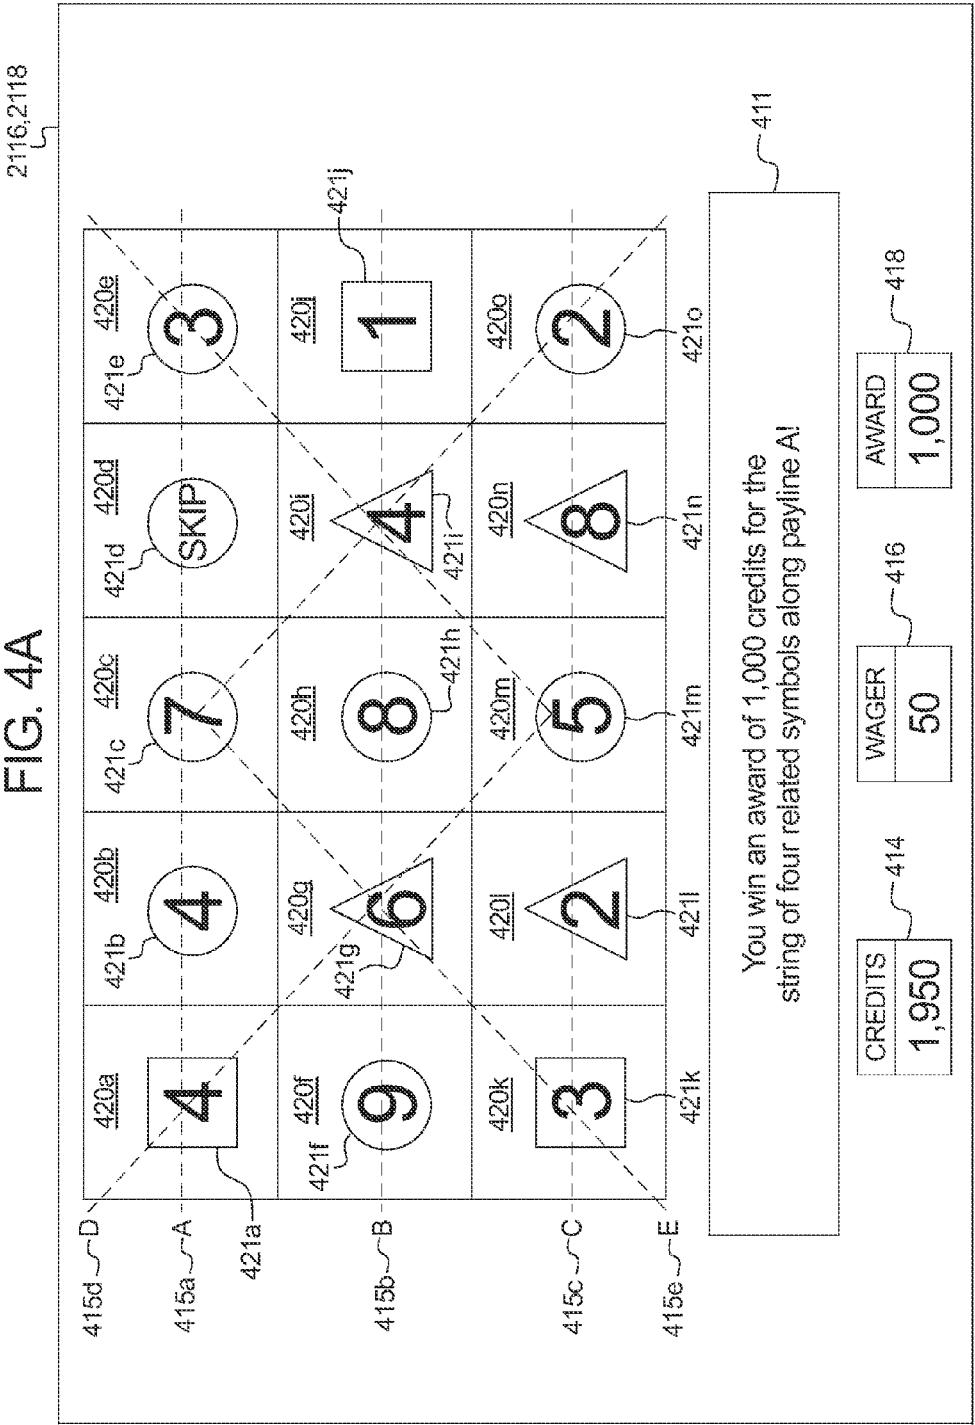 FIG. 4A
2116,2118
415d D
415a A
421a
415b B
415c C
415e E
420a
4
420b
421b
4
420c
421c
7
420d
421d
SKIP
420e
421e
3
420f
421f
9
420g
421g
6
420h
421h
8
420i
421i
4
420j
421j
1
420k
421k
3
420l
421l
2
420m
421m
5
420n
421n
8
420o
421o
2
You win an award of 1,000 credits for the
string of four related symbols along payline A!
411
CREDITS
1,950
414
WAGER
50
416
AWARD
1,000
418